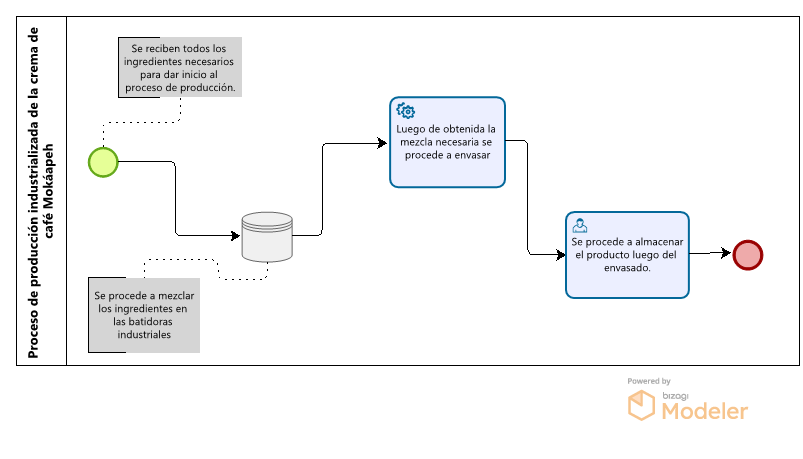 Proceso de producción industrializada de la crema de
café Mokáapeh
Se reciben todos los
ingredientes necesarios
para dar inicio al
proceso de producción.
Luego de obtenida la
mezcla necesaria se
procede a envasar
Se procede a almacenar
el producto luego del
envasado.
Se procede a mezclar
los ingredientes en
las batidoras
industriales
Powered by
bizagi
Modeler